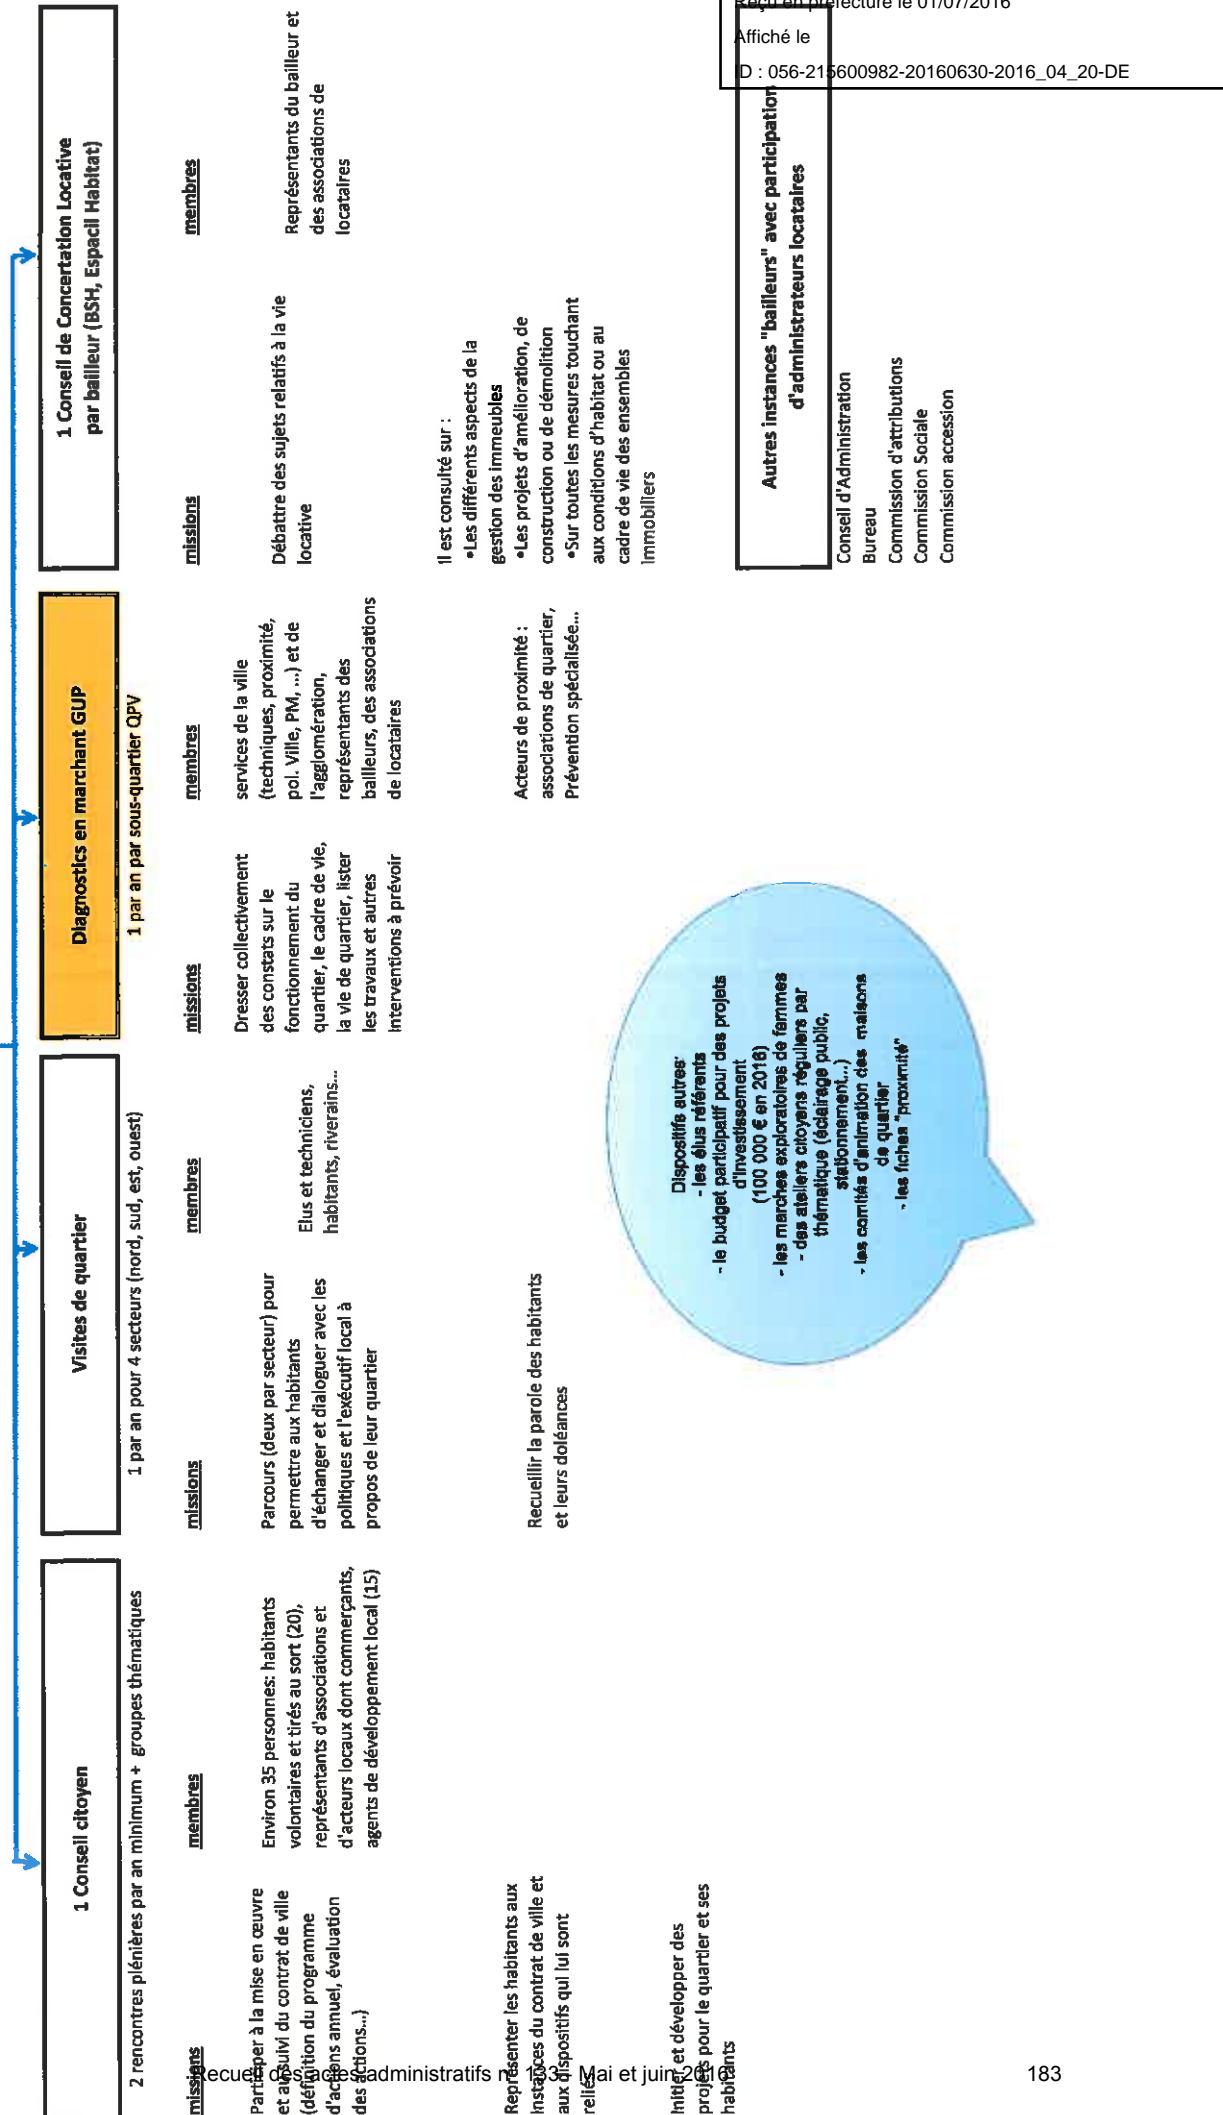 Reçu en préfecture le 01/07/2016
Affiché le
ID : 056-215600982-20160630-2016_04_20-DE
1 Conseil citoyen
2 rencontres plénières par an minimum + groupes thématiques
missions
Participer à la mise en œuvre
et au suivi du contrat de ville
(définition du programme
d'actions annuel, évaluation
des actions...)
Représenter les habitants aux
Instances du contrat de ville et
aux dispositifs qui lui sont
reliés
Initier et développer des
projets pour le quartier et ses
habitants
membres
Environ 35 personnes: habitants
volontaires et tirés au sort (20),
représentants d'associations et
d'acteurs locaux dont commerçants,
agents de développement local (15)
Visites de quartier
1 par an pour 4 secteurs (nord, sud, est, ouest)
missions
Parcours (deux par secteur) pour
permettre aux habitants
d'échanger et dialoguer avec les
politiques et l'exécutif local à
propos de leur quartier
Recueillir la parole des habitants
et leurs doléances
membres
Elus et techniciens,
habitants, riverains...
Diagnostics en marchant GUP
1 par an par sous-quartier QPV
missions
Dresser collectivement
des constats sur le
fonctionnement du
quartier, le cadre de vie,
la vie de quartier, lister
les travaux et autres
Interventions à prévoir
membres
services de la ville
(techniques, proximité,
pol. Ville, PM, ...) et de
l'agglomération,
représentants des
bailleurs, des associations
de locataires
Acteurs de proximité :
associations de quartier,
Prévention spécialisée...
1 Conseil de Concertation Locative
par bailleur (BSH, Espacil Habitat)
missions
Débattre des sujets relatifs à la vie
locative
Il est consulté sur :
•Les différents aspects de la
gestion des immeubles
•Les projets d'amélioration, de
construction ou de démolition
•Sur toutes les mesures touchant
aux conditions d'habitat ou au
cadre de vie des ensembles
Immobiliers
membres
Représentants du bailleur et
des associations de
locataires
Autres instances "bailleurs" avec participation
d'administrateurs locataires
Conseil d'Administration
Bureau
Commission d'attributions
Commission Sociale
Commission accession
Dispositifs autres:
- les élus référents
- le budget participatif pour des projets
d'investissement
(100 000 € en 2016)
- les marches exploratoires de femmes
- des ateliers citoyens réguliers par
thématique (éclairage public,
stationnement...)
- les comités d'animation des maisons
de quartier
- les fiches "proximité"
Recueil des actes administratifs n° 133 - Mai et juin 2016
183